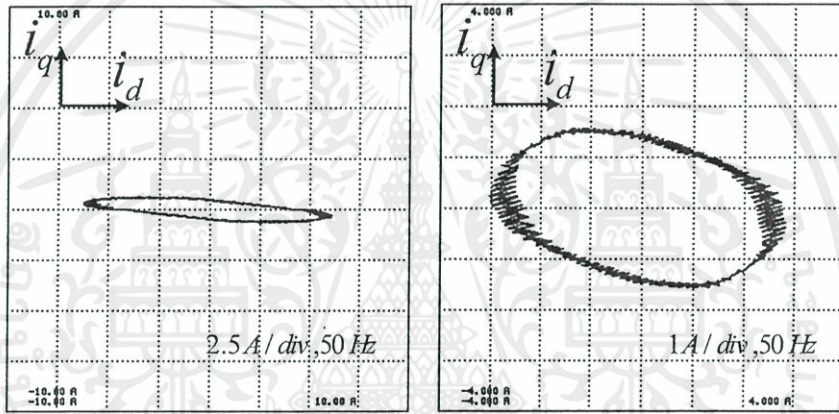 10.00 A
i_q
i_d
2.5 A / div , 50 Hz
-10.00 A
-10.00 A
10.00 A
4.000 A
i_q
i_d
1 A / div , 50 Hz
-4.000 A
-4.000 A
4.000 A